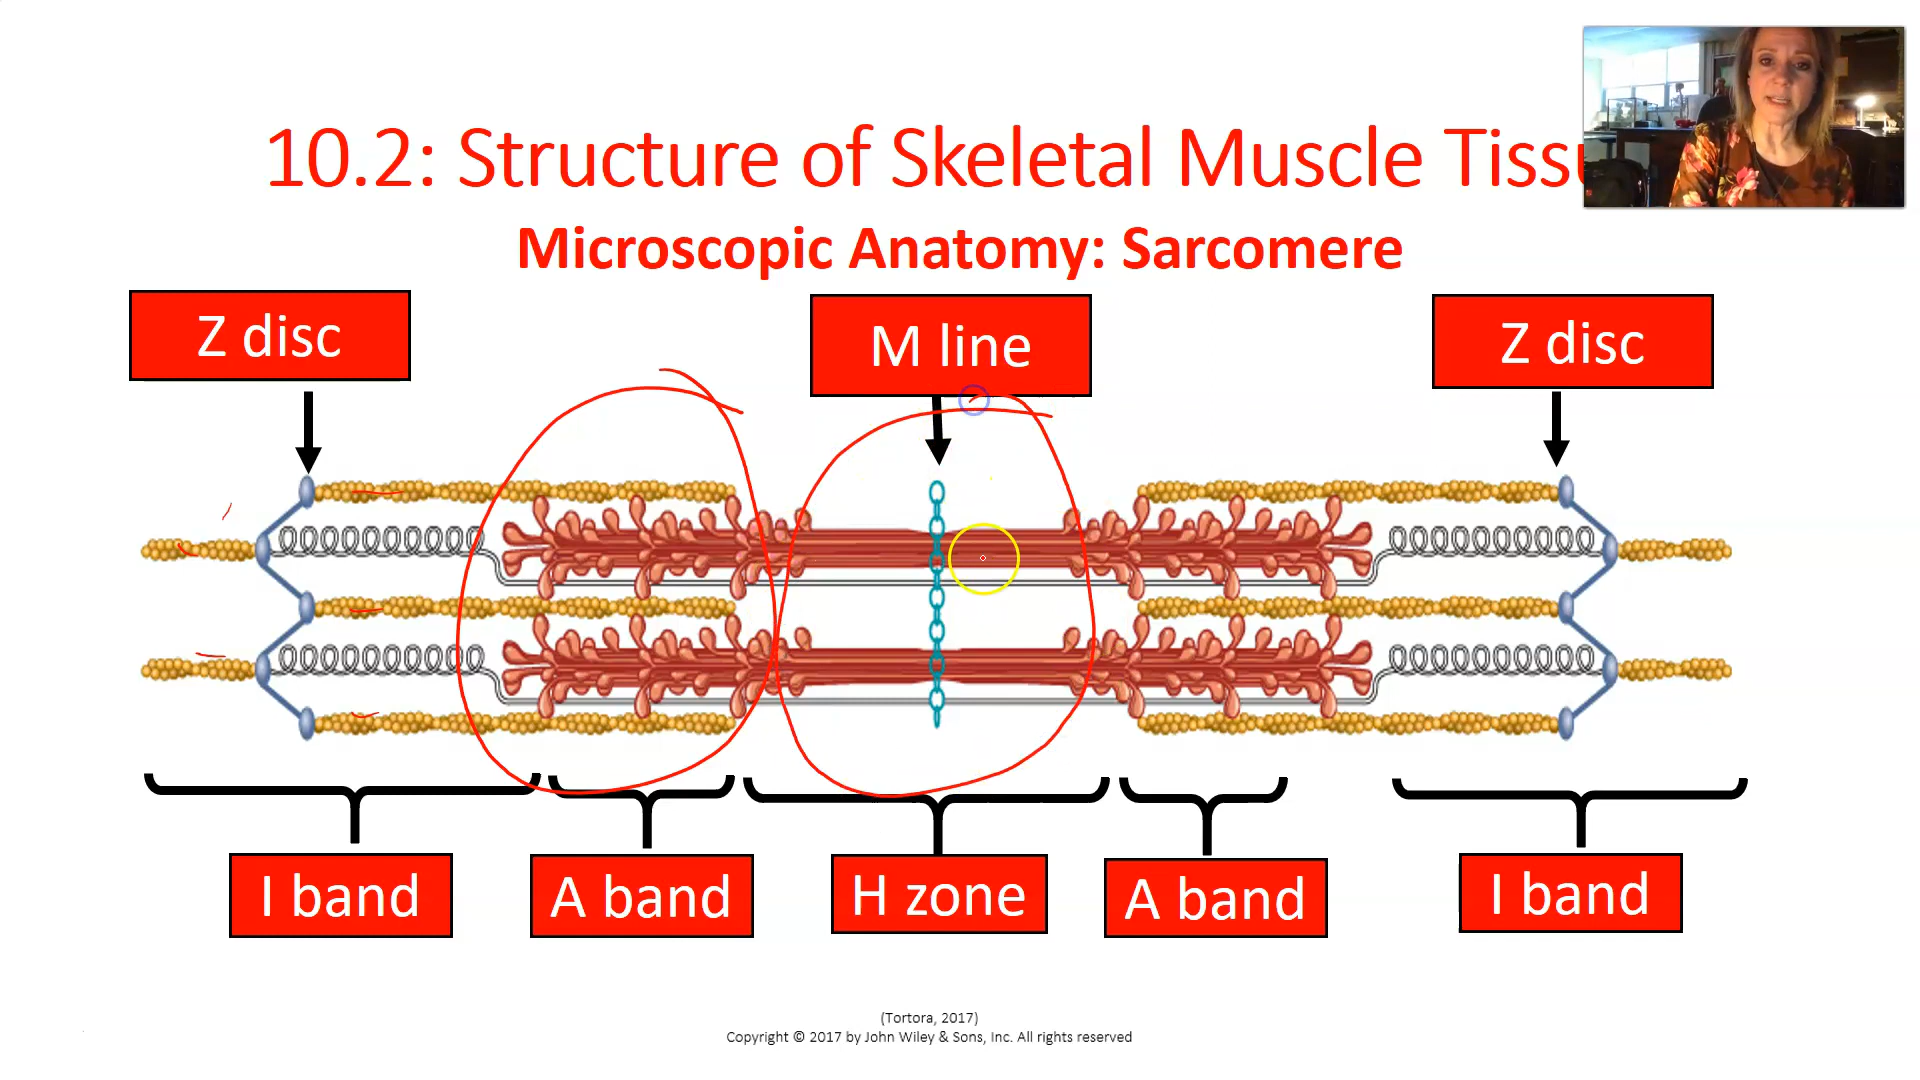 10.2: Structure of Skeletal Muscle Tissu
Microscopic Anatomy: Sarcomere
Z disc
M line
Z disc
I band
A band
H zone
A band
I band
(Tortora, 2017)
Copyright © 2017 by John Wiley & Sons, Inc. All rights reserved